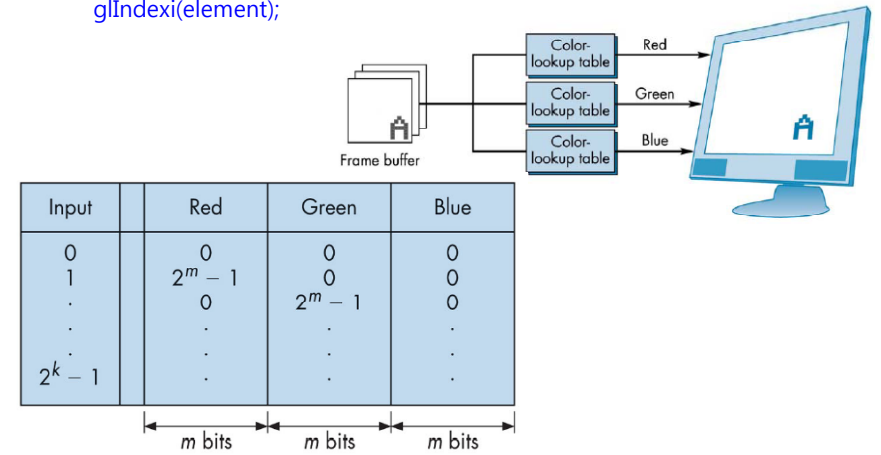 glIndexi(element);
Color-
lookup table
Red
Color-
lookup table
Green
Color-
lookup table
Blue
A
A
Frame buffer
Input Red Green Blue
0 0 0 0
1 2^m – 1 0 0
. 0 2^m – 1 0
. . . .
. . . .
2^k – 1 . . .
m bits m bits m bits